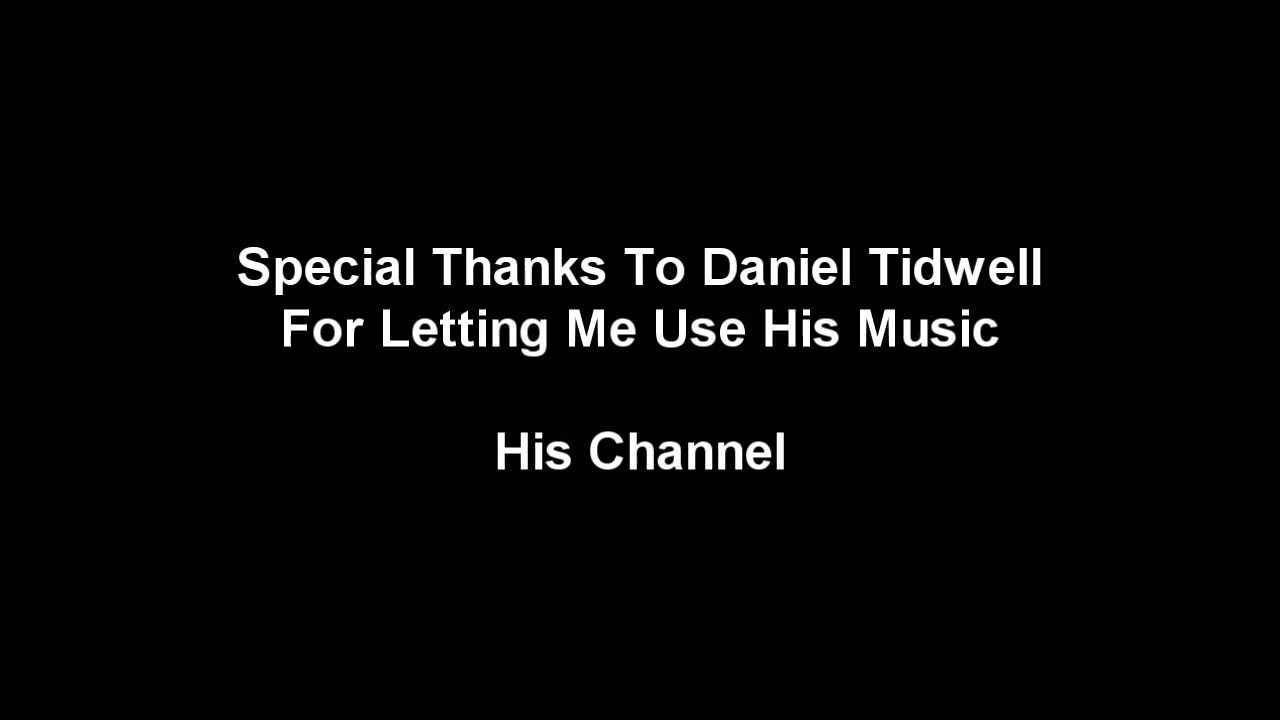 Special Thanks To Daniel Tidwell
For Letting Me Use His Music
His Channel